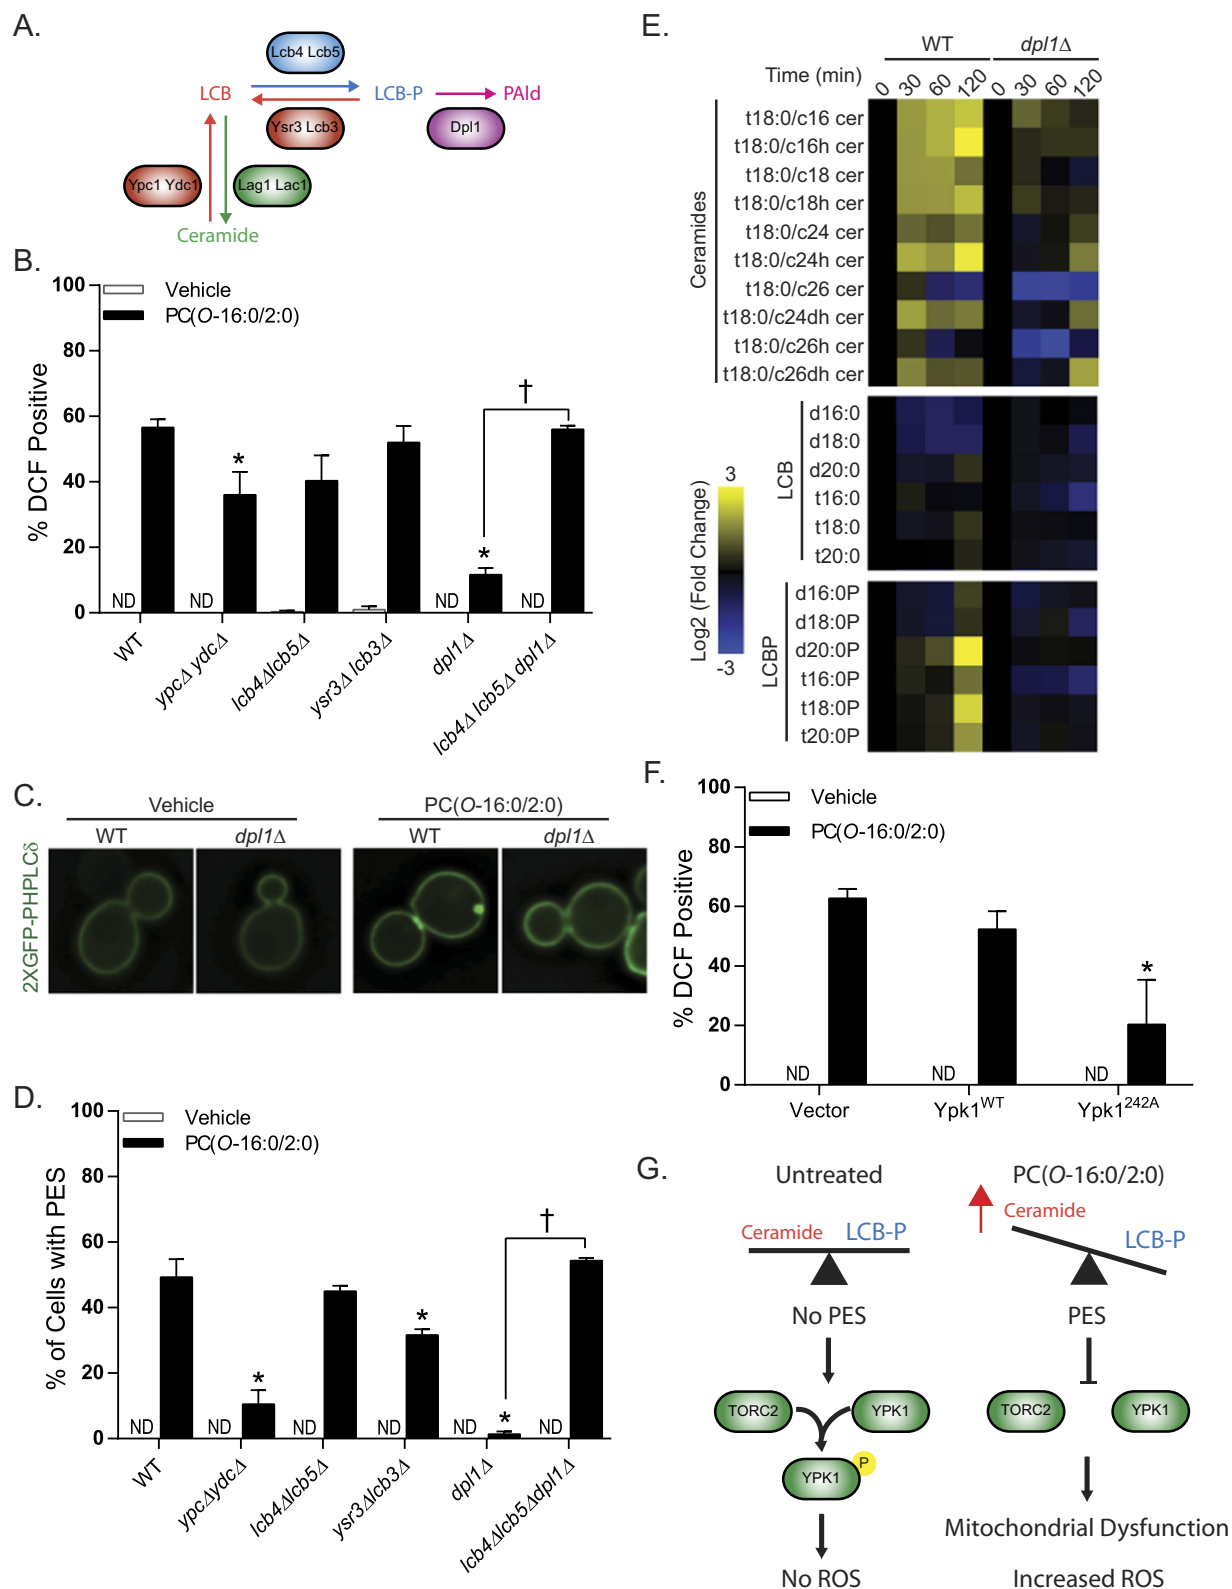 A.
Lcb4 Lcb5
LCB
LCB-P
PAld
Ysr3 Lcb3
Dpl1
Ypc1 Ydc1
Lag1 Lac1
Ceramide
B.
100
80
60
40
20
0
% DCF Positive
Vehicle
PC(O-16:0/2:0)
†
*
*
ND
ND
ND
ND
WT
ypcΔ ydcΔ
lcb4Δlcb5Δ
ysr3Δ lcb3Δ
dpl1Δ
lcb4Δ lcb5Δ dpl1Δ
C.
Vehicle
PC(O-16:0/2:0)
WT
dpl1Δ
WT
dpl1Δ
2XGFP-PHPLCδ
D.
100
80
60
40
20
0
% of Cells with PES
Vehicle
PC(O-16:0/2:0)
†
*
*
*
ND
ND
ND
ND
ND
ND
WT
ypcΔydcΔ
lcb4Δlcb5Δ
ysr3Δlcb3Δ
dpl1Δ
lcb4Δlcb5Δdpl1Δ
E.
WT
dpl1Δ
Time (min)
0
30
60
120
0
30
60
120
Ceramides
t18:0/c16 cer
t18:0/c16h cer
t18:0/c18 cer
t18:0/c18h cer
t18:0/c24 cer
t18:0/c24h cer
t18:0/c26 cer
t18:0/c24dh cer
t18:0/c26h cer
t18:0/c26dh cer
LCB
d16:0
d18:0
d20:0
t16:0
t18:0
t20:0
LCBP
d16:0P
d18:0P
d20:0P
t16:0P
t18:0P
t20:0P
3
Log2 (Fold Change)
-3
F.
100
80
60
40
20
0
% DCF Positive
Vehicle
PC(O-16:0/2:0)
*
ND
ND
ND
Vector
Ypk1WT
Ypk1242A
G.
Untreated
PC(O-16:0/2:0)
Ceramide
LCB-P
Ceramide
LCB-P
No PES
PES
TORC2
YPK1
TORC2
YPK1
YPK1
P
Mitochondrial Dysfunction
No ROS
Increased ROS